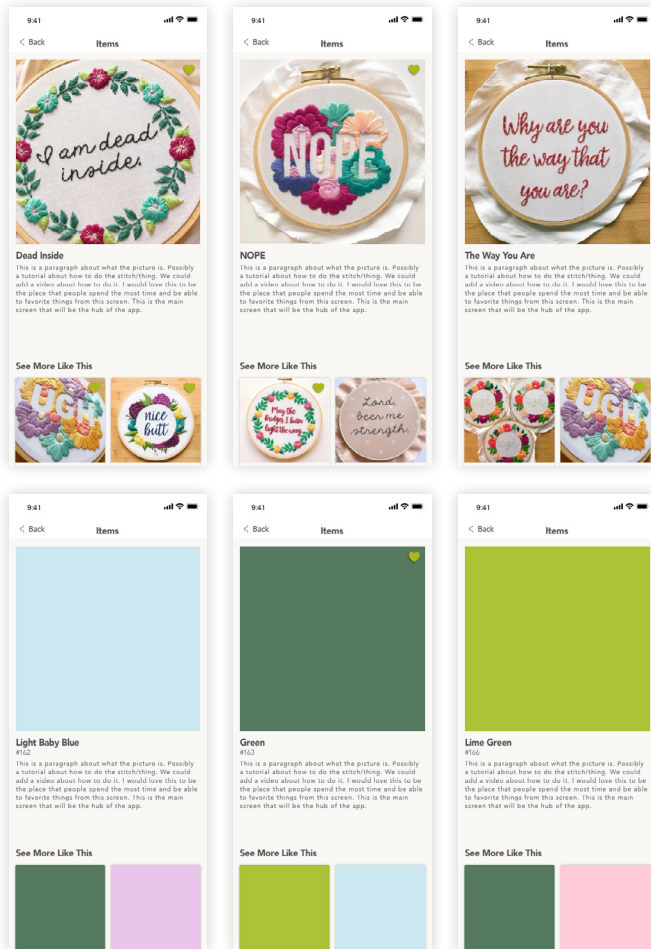 9:41
< Back
Items
I am dead
inside.
Dead Inside
This is a paragraph about what the picture is. Possibly
a tutorial about how to do the stitch/thing. We could
add a video about how to do it. I would love this to be
the place that people spend the most time and be able
to favorite things from this screen. This is the main
screen that will be the hub of the app.
See More Like This
UGH
nice
butt
9:41
< Back
Items
NOPE
NOPE
This is a paragraph about what the picture is. Possibly
a tutorial about how to do the stitch/thing. We could
add a video about how to do it. I would love this to be
the place that people spend the most time and be able
to favorite things from this screen. This is the main
screen that will be the hub of the app.
See More Like This
May the
bridges I burn
light the way
Lord,
beer me
strength.
9:41
< Back
Items
Why are you
the way that
you are?
The Way You Are
This is a paragraph about what the picture is. Possibly
a tutorial about how to do the stitch/thing. We could
add a video about how to do it. I would love this to be
the place that people spend the most time and be able
to favorite things from this screen. This is the main
screen that will be the hub of the app.
See More Like This
UGH
9:41
< Back
Items
Light Baby Blue
#162
This is a paragraph about what the picture is. Possibly
a tutorial about how to do the stitch/thing. We could
add a video about how to do it. I would love this to be
the place that people spend the most time and be able
to favorite things from this screen. This is the main
screen that will be the hub of the app.
See More Like This
9:41
< Back
Items
Green
#163
This is a paragraph about what the picture is. Possibly
a tutorial about how to do the stitch/thing. We could
add a video about how to do it. I would love this to be
the place that people spend the most time and be able
to favorite things from this screen. This is the main
screen that will be the hub of the app.
See More Like This
9:41
< Back
Items
Lime Green
#166
This is a paragraph about what the picture is. Possibly
a tutorial about how to do the stitch/thing. We could
add a video about how to do it. I would love this to be
the place that people spend the most time and be able
to favorite things from this screen. This is the main
screen that will be the hub of the app.
See More Like This